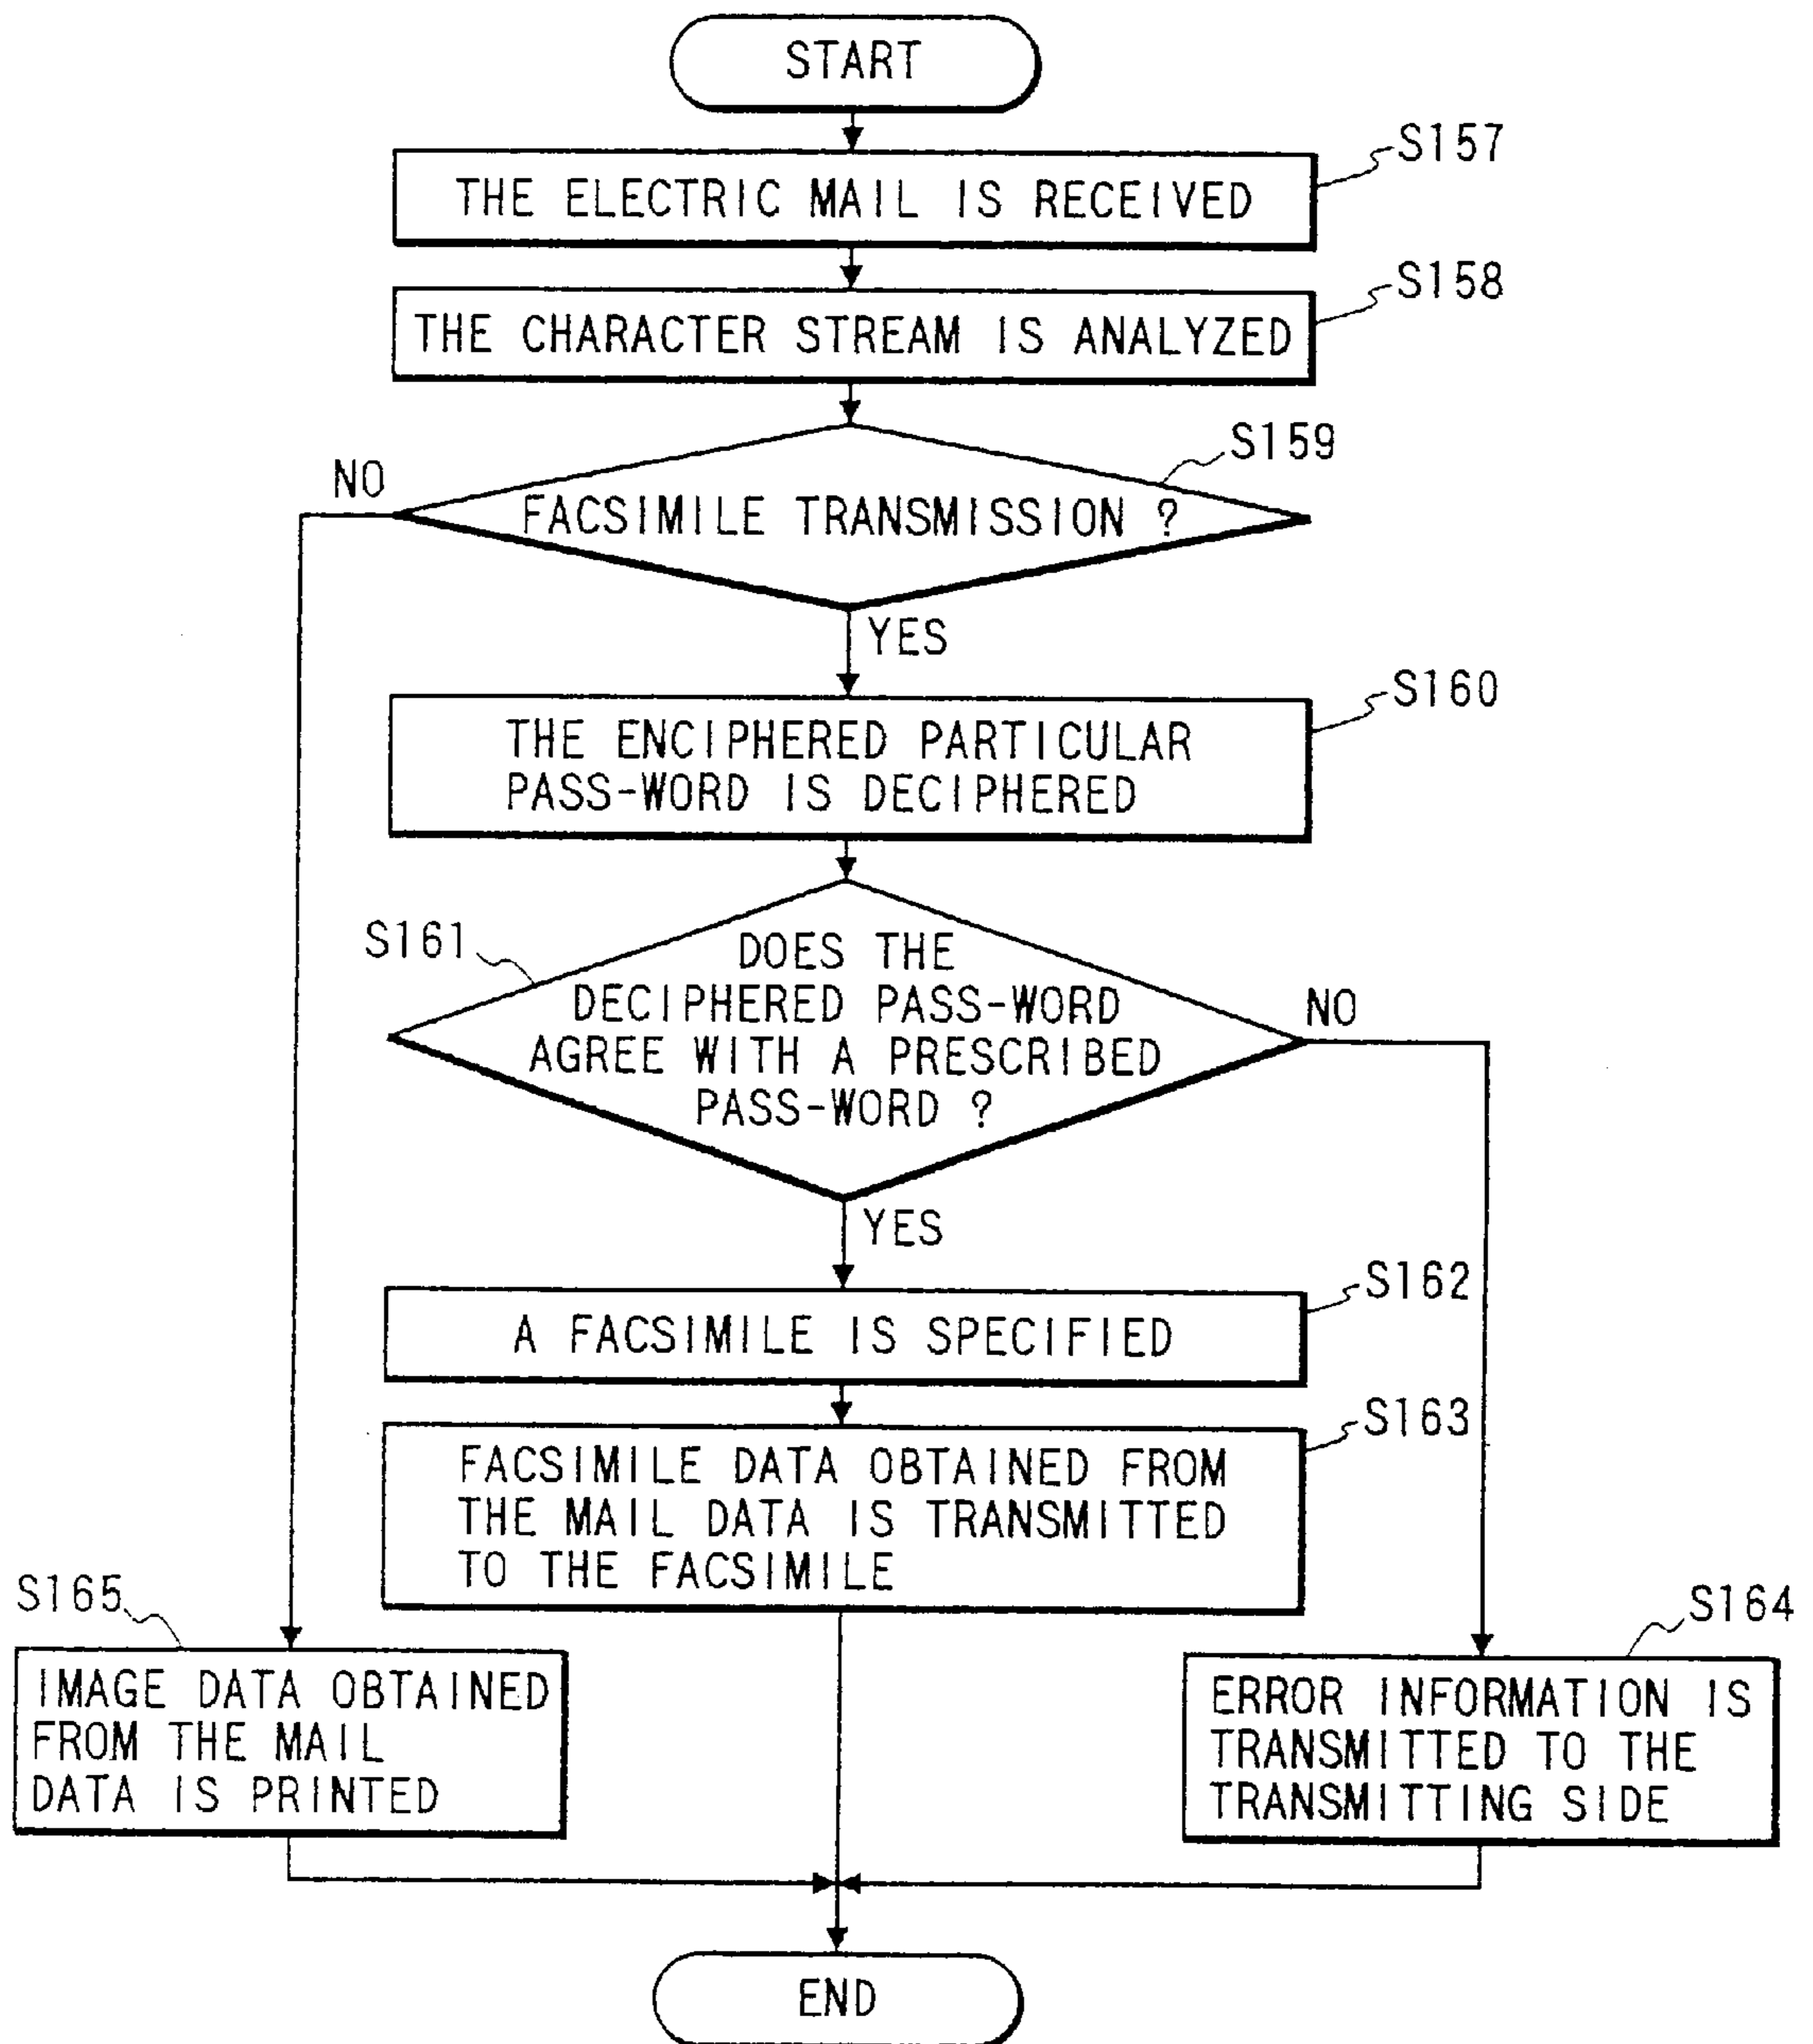 START
S157
THE ELECTRIC MAIL IS RECEIVED
S158
THE CHARACTER STREAM IS ANALYZED
S159
NO
FACSIMILE TRANSMISSION ?
YES
S160
THE ENCIPHERED PARTICULAR
PASS-WORD IS DECIPHERED
S161
DOES THE
DECIPHERED PASS-WORD
AGREE WITH A PRESCRIBED
PASS-WORD ?
NO
YES
S162
A FACSIMILE IS SPECIFIED
S163
FACSIMILE DATA OBTAINED FROM
THE MAIL DATA IS TRANSMITTED
TO THE FACSIMILE
S165
IMAGE DATA OBTAINED
FROM THE MAIL
DATA IS PRINTED
S164
ERROR INFORMATION IS
TRANSMITTED TO THE
TRANSMITTING SIDE
END